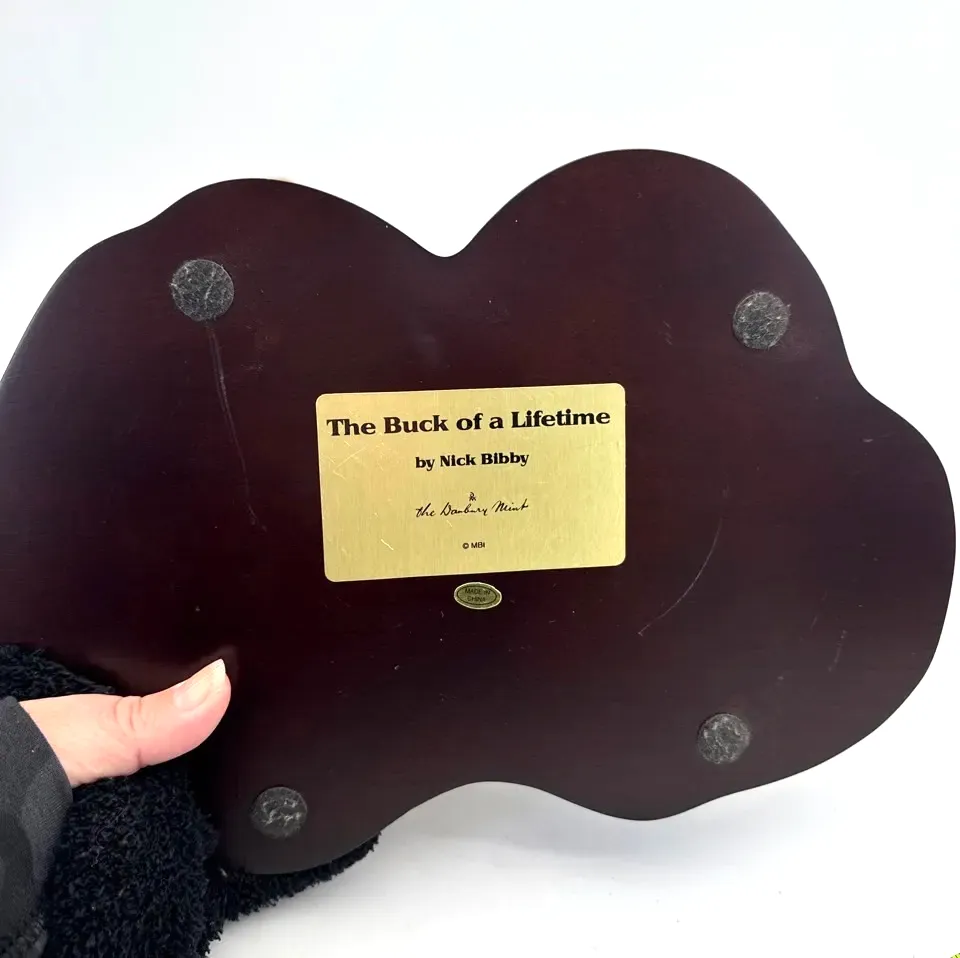 The Buck of a Lifetime
by Nick Bibby
the Danbury Mint
© MBI
MADE IN
CHINA